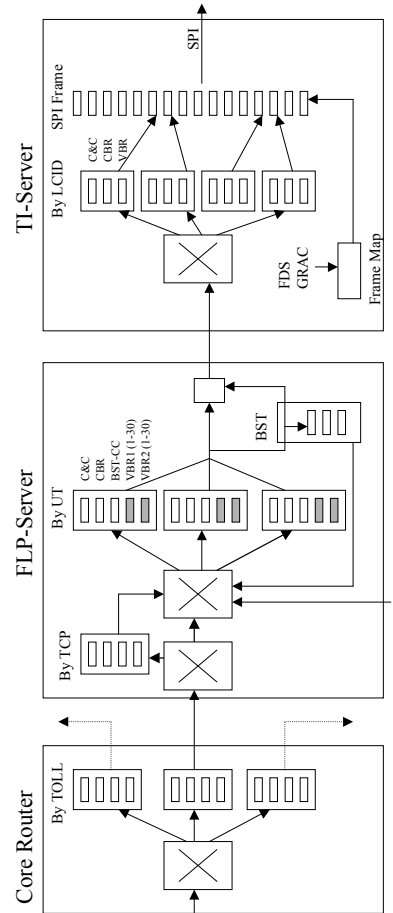 Core Router
By TOLL
FLP-Server
By TCP
By UT
C&C
CBR
BST-CC
VBR1 (1-30)
VBR2 (1-30)
BST
TI-Server
By LCID
C&C
CBR
VBR
SPI Frame
SPI
FDS
GRAC
Frame Map